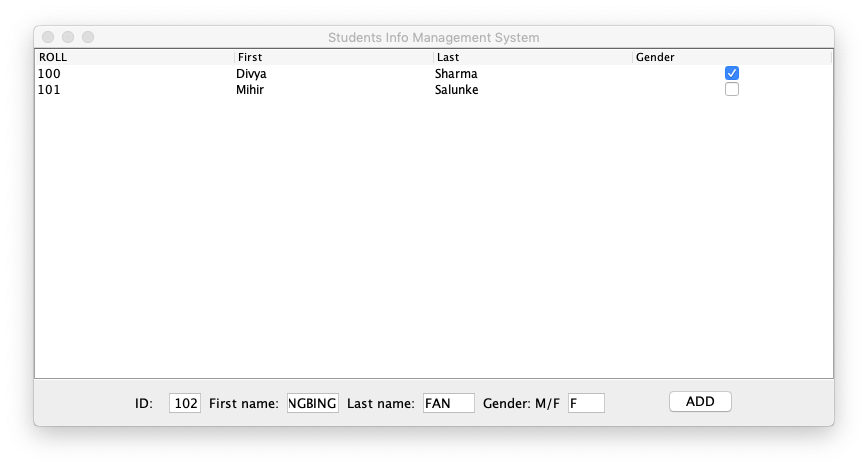 Students Info Management System
ROLL First Last Gender
100 Divya Sharma
101 Mihir Salunke
ID: 102 First name: NGBING Last name: FAN Gender: M/F F ADD